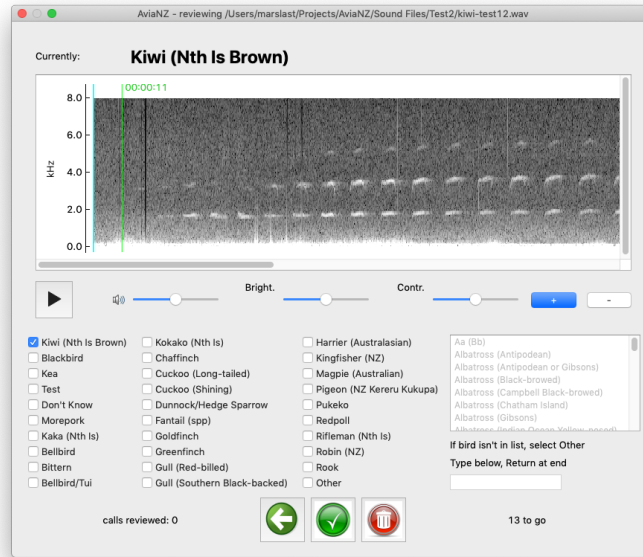 AviaNZ - reviewing /Users/marslast/Projects/AviaNZ/Sound Files/Test2/kiwi-test12.wav
Currently: Kiwi (Nth Is Brown)
00:00:11
8.0
6.0
kHz
4.0
2.0
0.0
Bright. Contr. + -
Kiwi (Nth Is Brown) Kokako (Nth Is) Harrier (Australasian) Aa (Bb)
Blackbird Chaffinch Kingfisher (NZ) Albatross (Antipodean)
Kea Cuckoo (Long-tailed) Magpie (Australasian) Albatross (Antipodean or Gibsons)
Test Cuckoo (Shining) Pigeon (NZ Kereru Kukupa) Albatross (Black-browed)
Don't Know Dunnock/Hedge Sparrow Pukeko Albatross (Campbell Black-browed)
Morepork Fantail (spp) Redpoll Albatross (Chatham Island)
Kaka (Nth Is) Goldfinch Rifleman (Nth Is) Albatross (Gibsons)
Albatross (Indian Ocean Yellow-nosed)
Bellbird Greenfinch Robin (NZ) If bird isn't in list, select Other
Bittern Gull (Red-billed) Rook Type below, Return at end
Bellbird/Tui Gull (Southern Black-backed) Other
calls reviewed: 0 13 to go